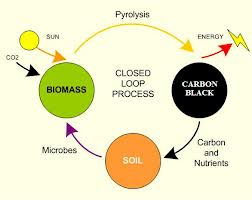 Pyrolysis
SUN
ENERGY
CO2
CLOSED
LOOP
PROCESS
BIOMASS
CARBON
BLACK
Microbes
SOIL
Carbon
and
Nutrients